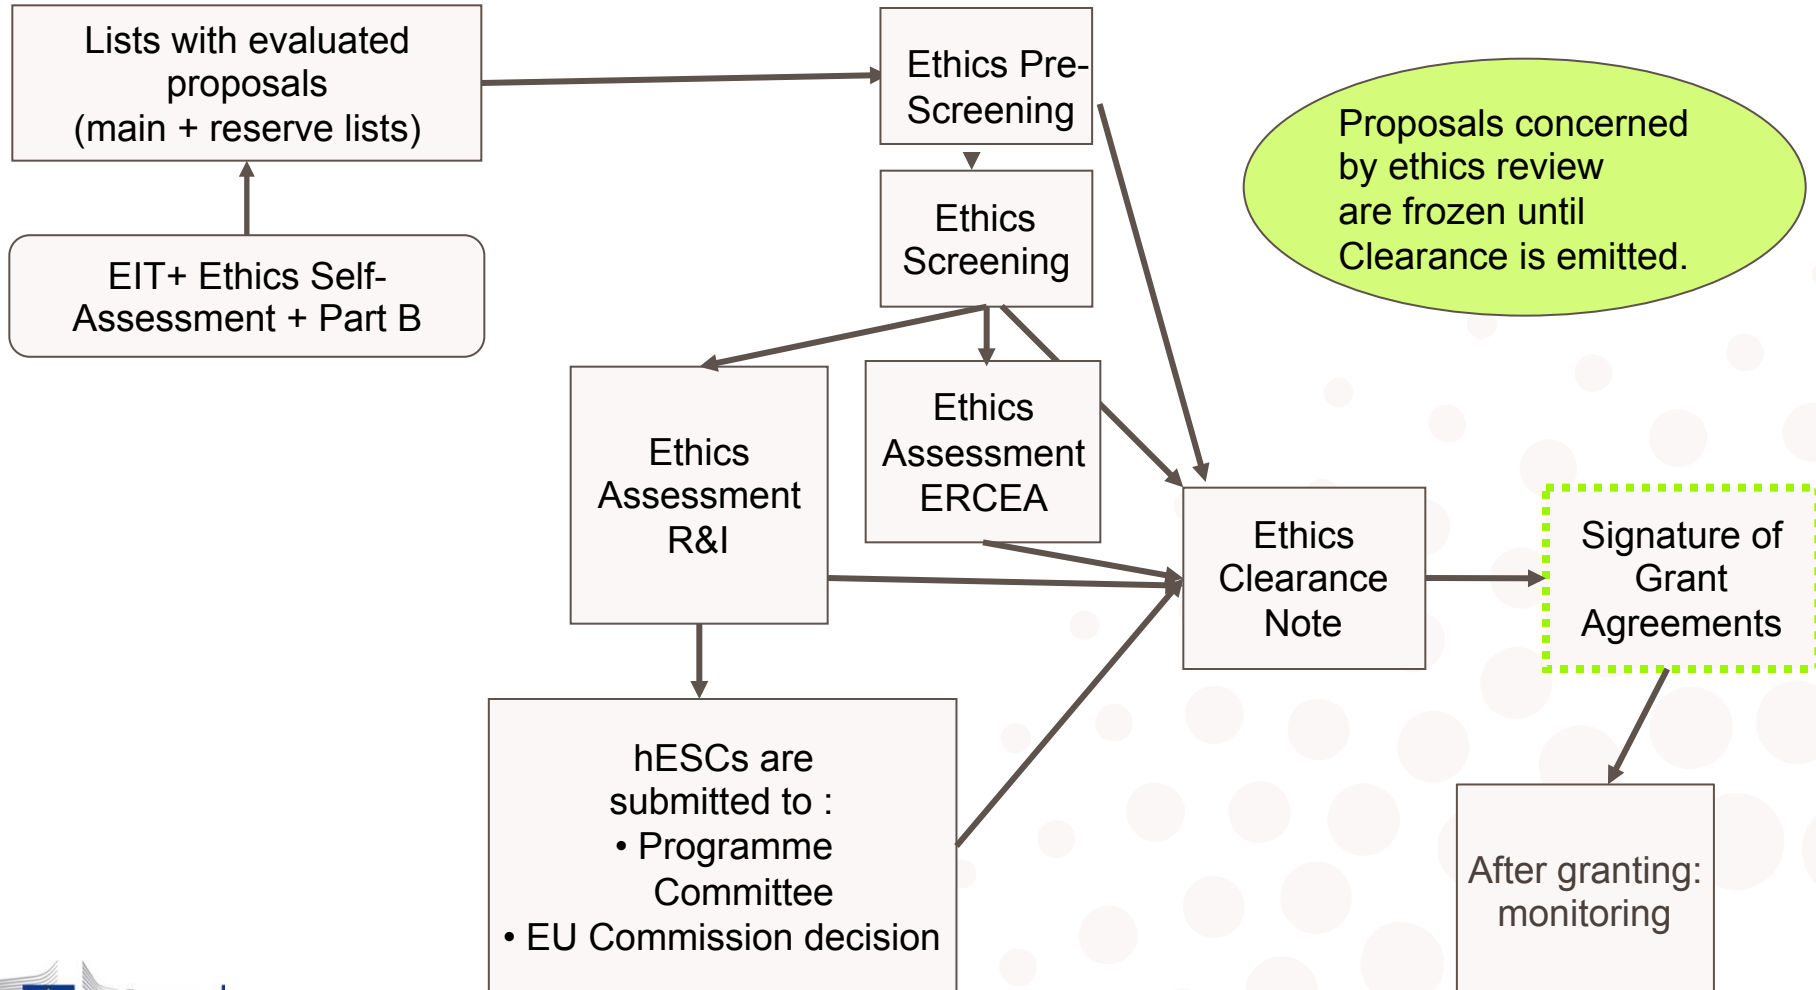 Lists with evaluated
proposals
(main + reserve lists)
Ethics Pre-
Screening
Proposals concerned
by ethics review
are frozen until
Clearance is emitted.
Ethics
Screening
EIT+ Ethics Self-
Assessment + Part B
Ethics
Assessment
R&I
Ethics
Assessment
ERCEA
Ethics
Clearance
Note
Signature of
Grant
Agreements
hESCs are
submitted to :
• Programme
Committee
• EU Commission decision
After granting:
monitoring